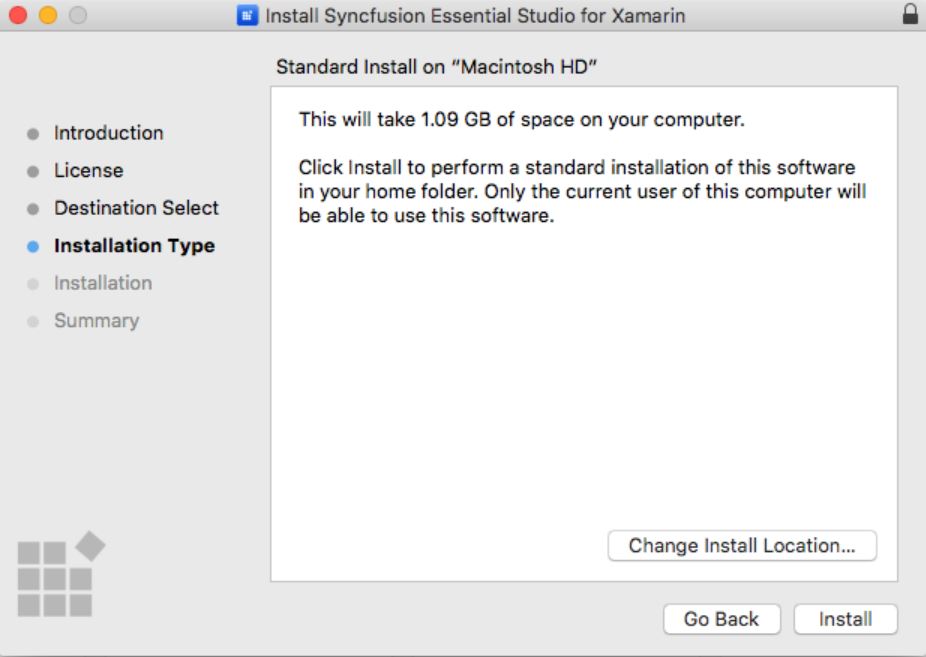 Install Syncfusion Essential Studio for Xamarin
Standard Install on “Macintosh HD”
Introduction
License
Destination Select
Installation Type
Installation
Summary
This will take 1.09 GB of space on your computer.
Click Install to perform a standard installation of this software
in your home folder. Only the current user of this computer will
be able to use this software.
Change Install Location...
Go Back
Install